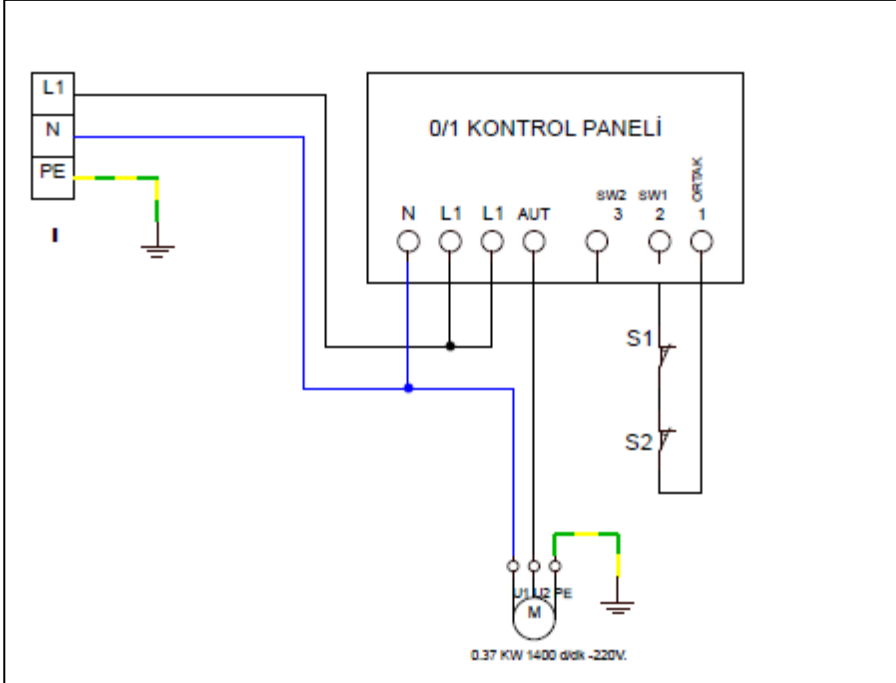 L1
N
PE
I
0/1 KONTROL PANELİ
N L1 L1 AUT
SW2 SW1 ORTAK
3 2 1
S1
S2
U1 U2 PE
M
0.37 KW 1400 d/dk -220V.